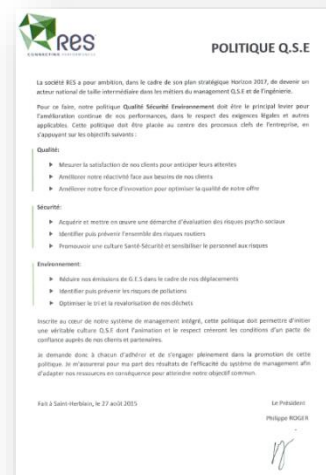 RES
CONSULTING PERFORMANCES
POLITIQUE Q.S.E
La société RES a pour ambition, dans le cadre de son plan stratégique Horizon 2017, de devenir un
acteur national de taille intermédiaire dans les métiers du management Q.S.E et de l'ingénierie.
Pour ce faire, notre politique Qualité Sécurité Environnement doit être le principal levier pour
l'amélioration continue de nos performances, dans le respect des exigences légales et autres
applicables. Cette politique doit être placée au centre des processus clefs de l'entreprise, en
s'appuyant sur les objectifs suivants :
Qualité:
Mesurer la satisfaction de nos clients pour anticiper leurs attentes
Améliorer notre réactivité face aux besoins de nos clients
Améliorer notre force d'innovation pour optimiser la qualité de notre offre
Sécurité:
Acquérir et mettre en œuvre une démarche d'évaluation des risques psycho-sociaux
Identifier puis prévenir l'ensemble des risques routiers
Promouvoir une culture Santé-Sécurité et sensibiliser le personnel aux risques
Environnement:
Réduire nos émissions de G.E.S dans le cadre de nos déplacements
Identifier puis prévenir les risques de pollutions
Optimiser le tri et la revalorisation de nos déchets
Inscrite au cœur de notre système de management intégré, cette politique doit permettre d'initier
une véritable culture Q.S.E dont l'animation et le respect créeront les conditions d'un pacte de
confiance auprès de nos clients et partenaires.
Je demande donc à chacun d'adhérer et de s'engager pleinement dans la promotion de cette
politique. Je m'assurerai pour ma part des résultats de l'efficacité du système de management afin
d'adapter nos ressources en conséquence pour atteindre notre objectif commun.
Fait à Saint-Herblain, le 27 août 2015
Le Président
Philippe ROGER